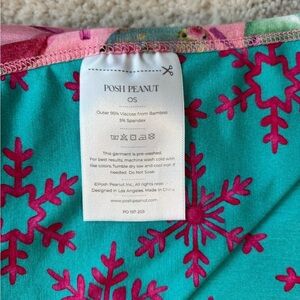 POSH PEANUT
OS
Outer 95% Viscose from Bamboo
5% Spandex
This garment is pre-washed.
For best results, machine wash cold with
like colors. Tumble dry low and cool iron if
needed. Do Not Soak.
©Posh Peanut Inc. All rights reserved
Designed in Los Angeles. Made in China
www.posh-peanut.com